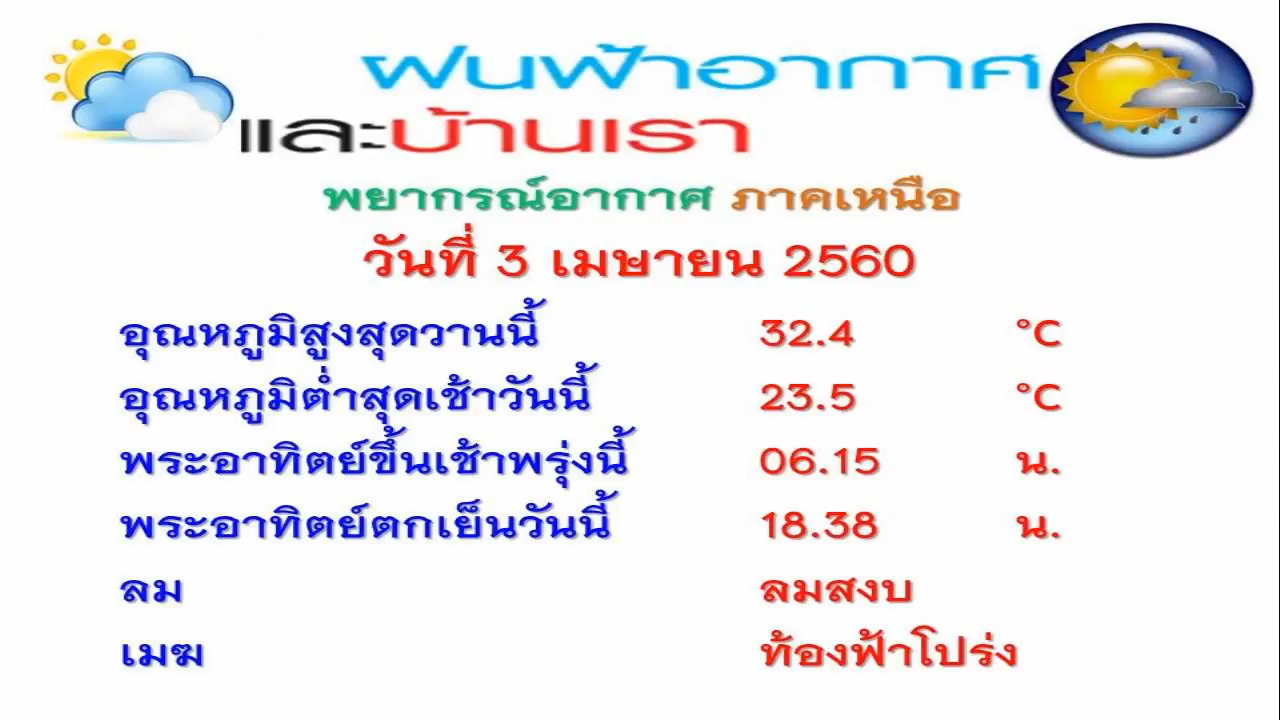 ฝนฟ้าอากาศ
และบ้านเรา
พยากรณ์อากาศ ภาคเหนือ
วันที่ 3 เมษายน 2560
อุณหภูมิสูงสุดวานนี้ 32.4 °C
อุณหภูมิต่ำสุดเช้าวันนี้ 23.5 °C
พระอาทิตย์ขึ้นเช้าพรุ่งนี้ 06.15 น.
พระอาทิตย์ตกเย็นวันนี้ 18.38 น.
ลม ลมสงบ
เมฆ ท้องฟ้าโปร่ง